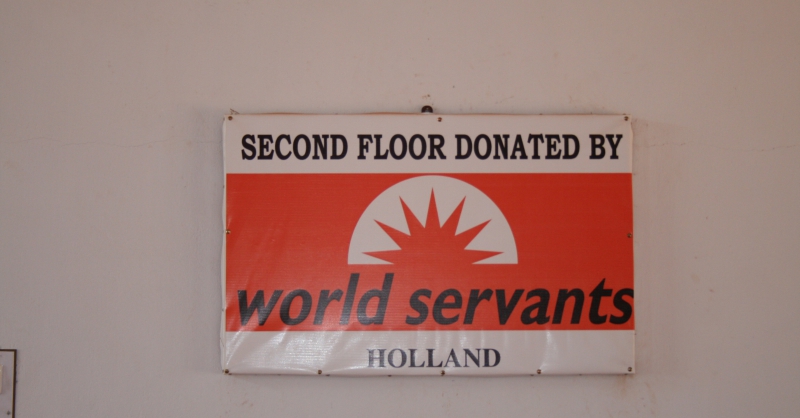 SECOND FLOOR DONATED BY
world servants
HOLLAND